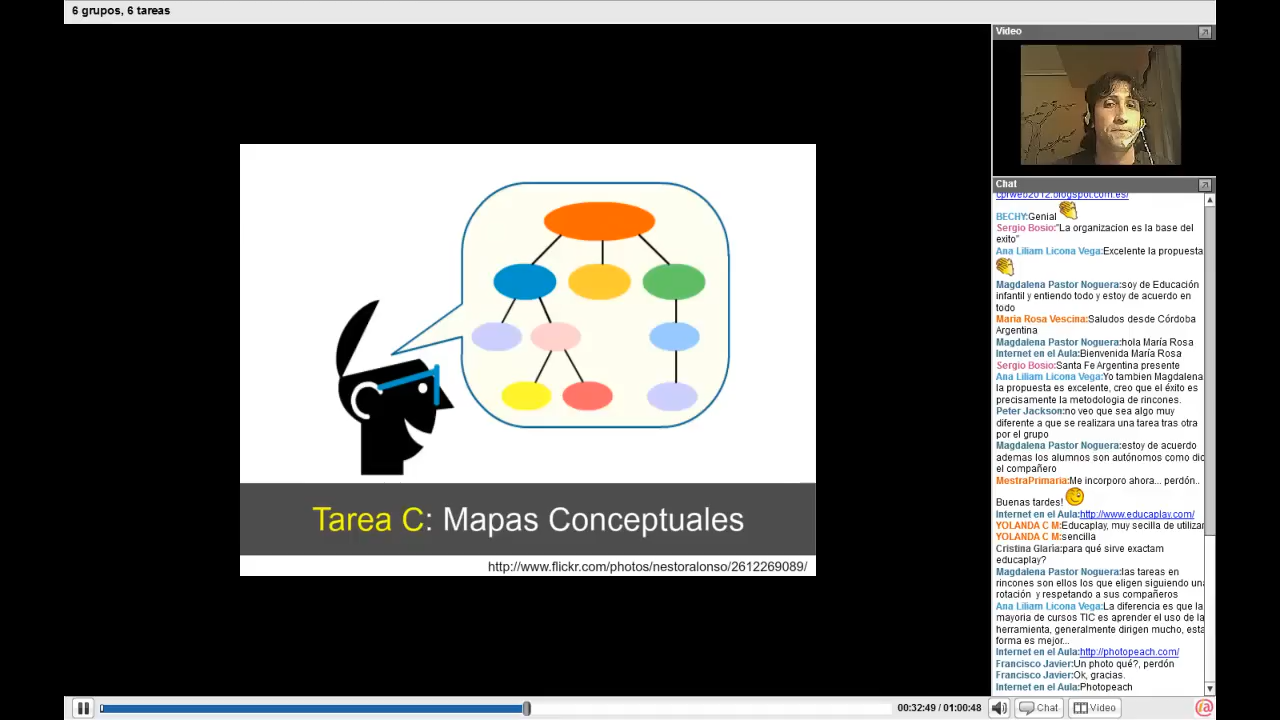 6 grupos, 6 tareas
Tarea C: Mapas Conceptuales
http://www.flickr.com/photos/nestoralonso/2612269089/
Video
Chat
cprweb2012.blogspot.com.es/
BECHY:Genial
Sergio Bosio:"La organizacion es la base del
exito"
Ana Liliam Licona Vega:Excelente la propuesta
Magdalena Pastor Noguera:soy de Educación
infantil y entiendo todo y estoy de acuerdo en
todo
María Rosa Vescina:Saludos desde Córdoba
Argentina
Magdalena Pastor Noguera:hola María Rosa
Internet en el Aula:Bienvenida María Rosa
Sergio Bosio:Santa Fe Argentina presente
Ana Liliam Licona Vega:Yo tambien Magdalena
la propuesta es excelente, creo que el éxito es
precisamente la metodologia de rincones.
Peter Jackson:no veo que sea algo muy
diferente a que se realizara una tarea tras otra
por el grupo
Magdalena Pastor Noguera:estoy de acuerdo
ademas los alumnos son autónomos como dic
el compañero
MestraPrimaria:Me incorporo ahora... perdón..
Buenas tardes!
Internet en el Aula:http://www.educaplay.com/
YOLANDA C M:Educaplay, muy secilla de utilizar
YOLANDA C M:sencilla
Cristina Glaría:para qué sirve exactam
educaplay?
Magdalena Pastor Noguera:las tareas en
rincones son ellos los que eligen siguiendo una
rotación y respetando a sus compañeros
Ana Liliam Licona Vega:La diferencia es que la
mayoria de cursos TIC es aprender el uso de la
herramienta, generalmente dirigen mucho, esta
forma es mejor...
Internet en el Aula:http://photopeach.com/
Francisco Javier:Un photo qué?, perdón
Francisco Javier:Ok, gracias.
Internet en el Aula:Photopeach
00:32:49 / 01:00:48
Chat
Video